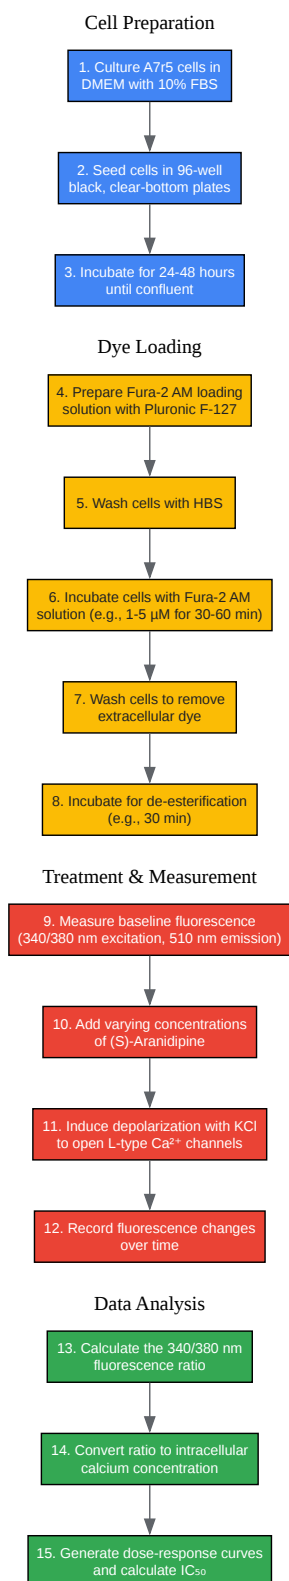 Cell Preparation
1. Culture A7r5 cells in
DMEM with 10% FBS
2. Seed cells in 96-well
black, clear-bottom plates
3. Incubate for 24-48 hours
until confluent
Dye Loading
4. Prepare Fura-2 AM loading
solution with Pluronic F-127
5. Wash cells with HBS
6. Incubate cells with Fura-2 AM
solution (e.g., 1-5 µM for 30-60 min)
7. Wash cells to remove
extracellular dye
8. Incubate for de-esterification
(e.g., 30 min)
Treatment & Measurement
9. Measure baseline fluorescence
(340/380 nm excitation, 510 nm emission)
10. Add varying concentrations
of (S)-Aranidipine
11. Induce depolarization with KCl
to open L-type Ca²⁺ channels
12. Record fluorescence changes
over time
Data Analysis
13. Calculate the 340/380 nm
fluorescence ratio
14. Convert ratio to intracellular
calcium concentration
15. Generate dose-response curves
and calculate IC₅₀